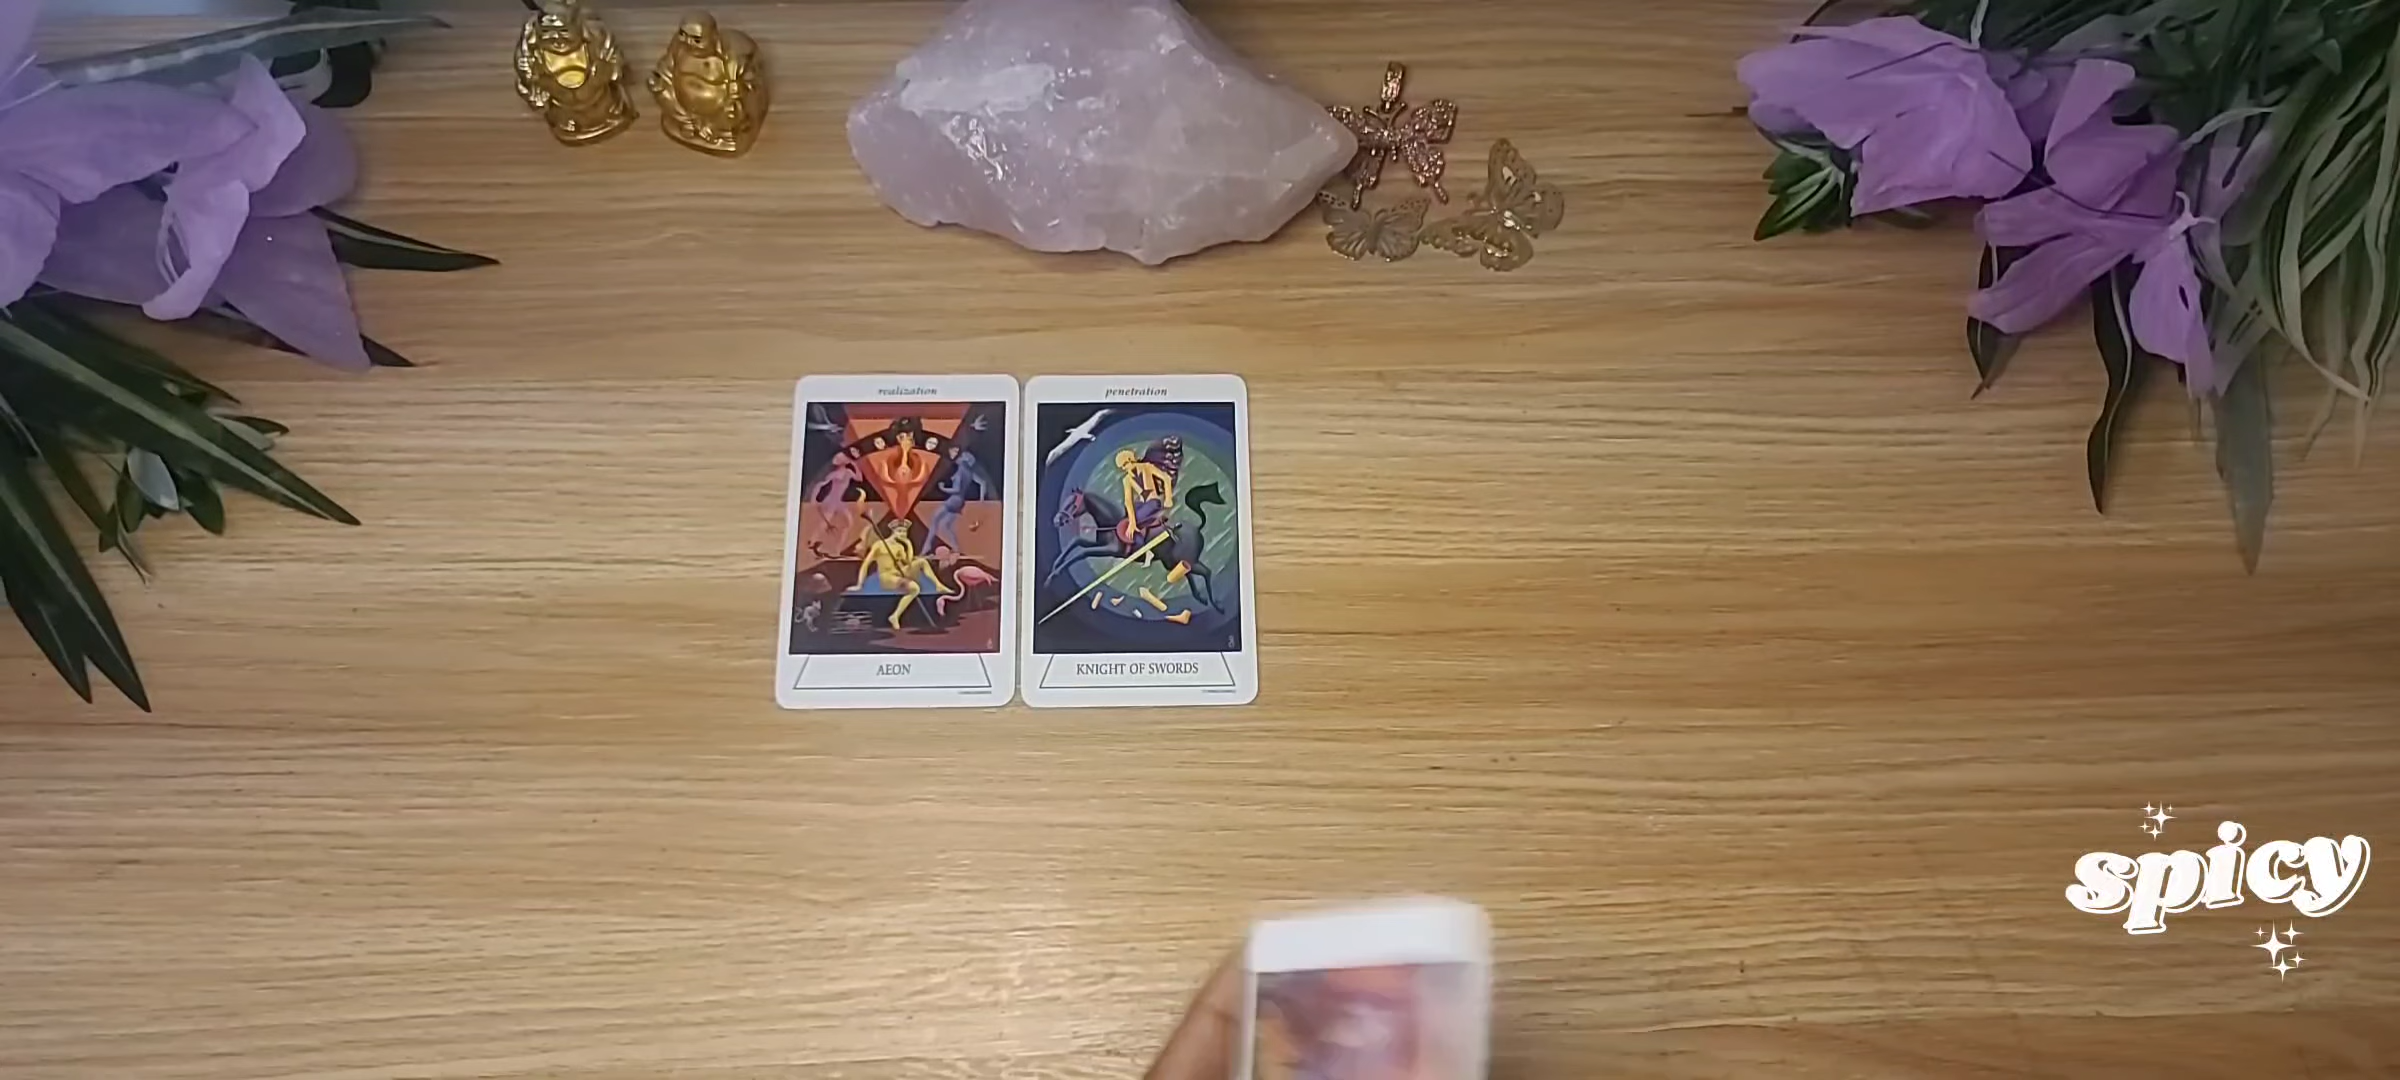 realization
penetration
AEON
KNIGHT OF SWORDS
spicy